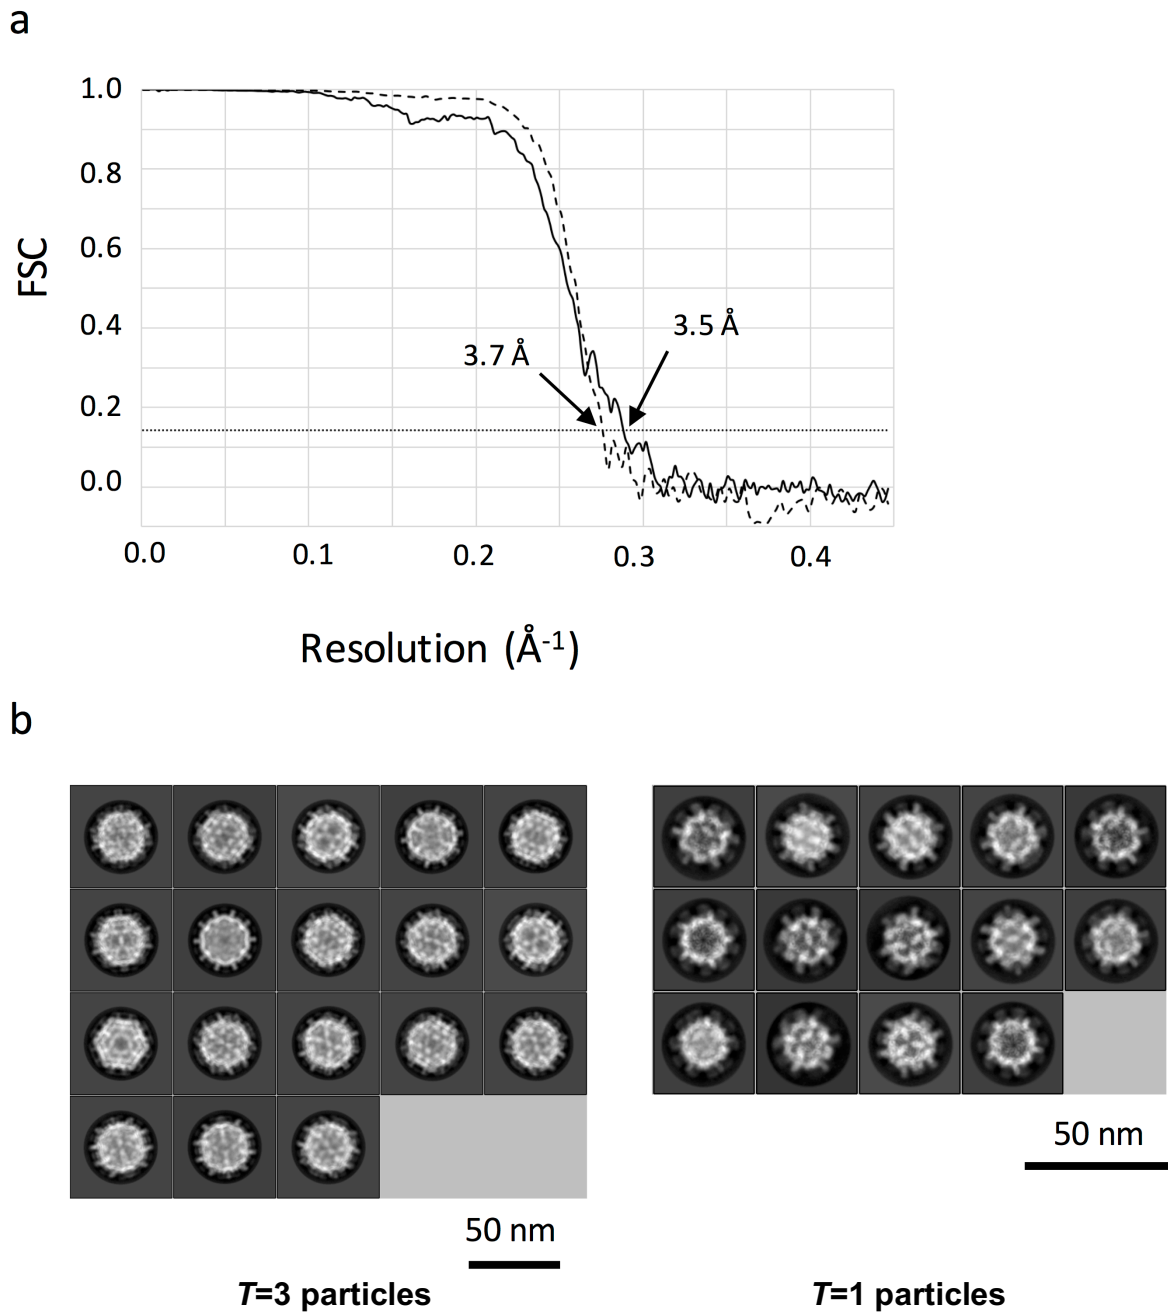 a
1.0
0.8
0.6
0.4
0.2
0.0
FSC
3.7 Å
3.5 Å
0.0 0.1 0.2 0.3 0.4
Resolution (Å-1)
b
50 nm
50 nm
T=3 particles
T=1 particles